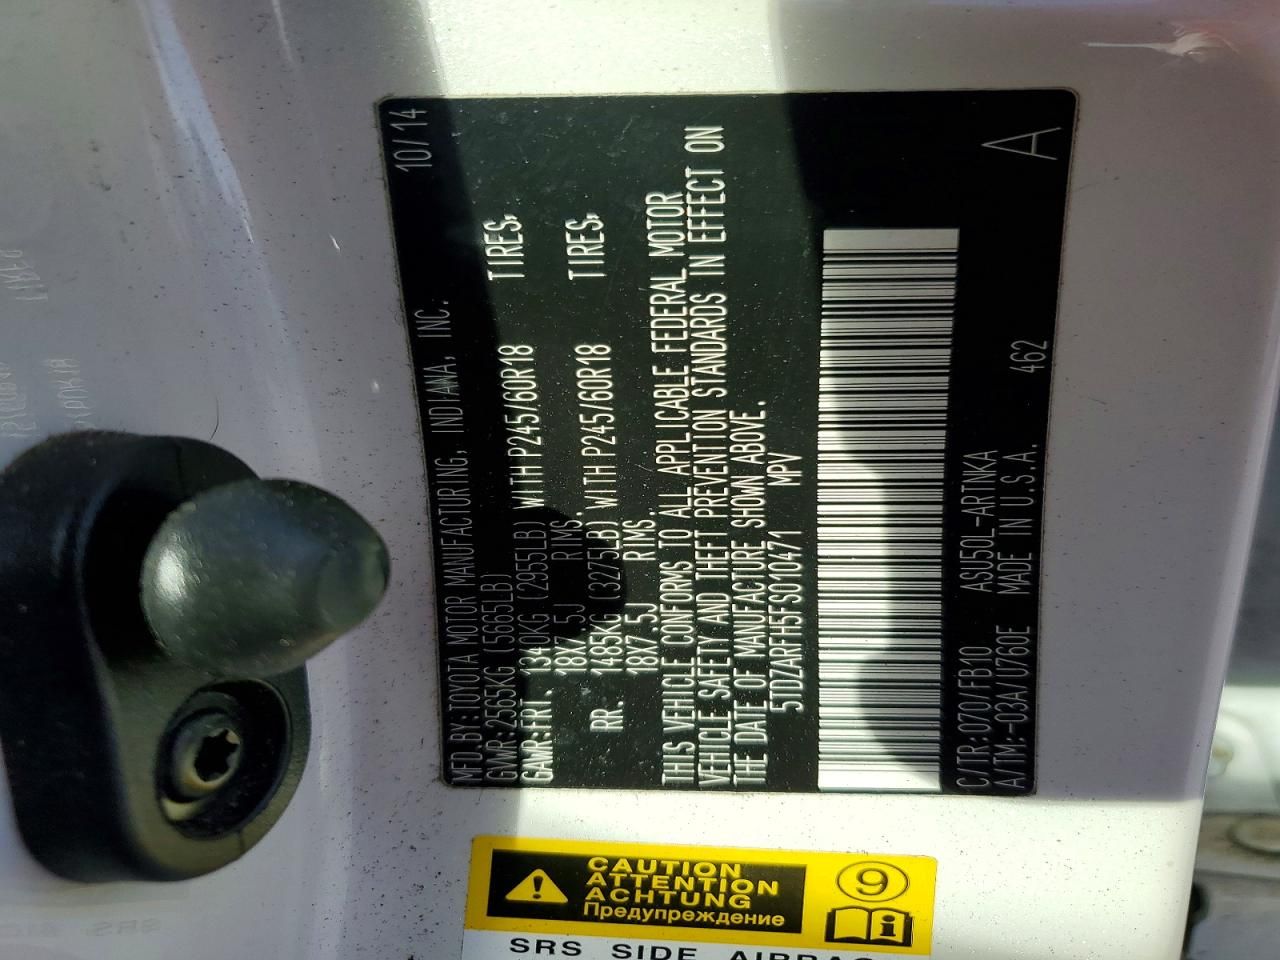 MFD.BY:TOYOTA MOTOR MANUFACTURING, INDIANA, INC. 10/14
GVWR:2565KG (5665LB)
GAWR:FRT. 1340KG (2955LB) WITH P245/60R18 TIRES,
18X7.5J RIMS,
RR. 1485KG (3275LB) WITH P245/60R18 TIRES,
18X7.5J RIMS.
THIS VEHICLE CONFORMS TO ALL APPLICABLE FEDERAL MOTOR
VEHICLE SAFETY AND THEFT PREVENTION STANDARDS IN EFFECT ON
THE DATE OF MANUFACTURE SHOWN ABOVE.
5TDZARFH5FS010471 MPV
C/TR:070/FB10 ASU50L-ARTNKA
A/TM:-03A/U760E MADE IN U.S.A. 462 A
CAUTION
ATTENTION
ACHTUNG
Предупреждение
9
SRS SIDE AIRBAG
SRS